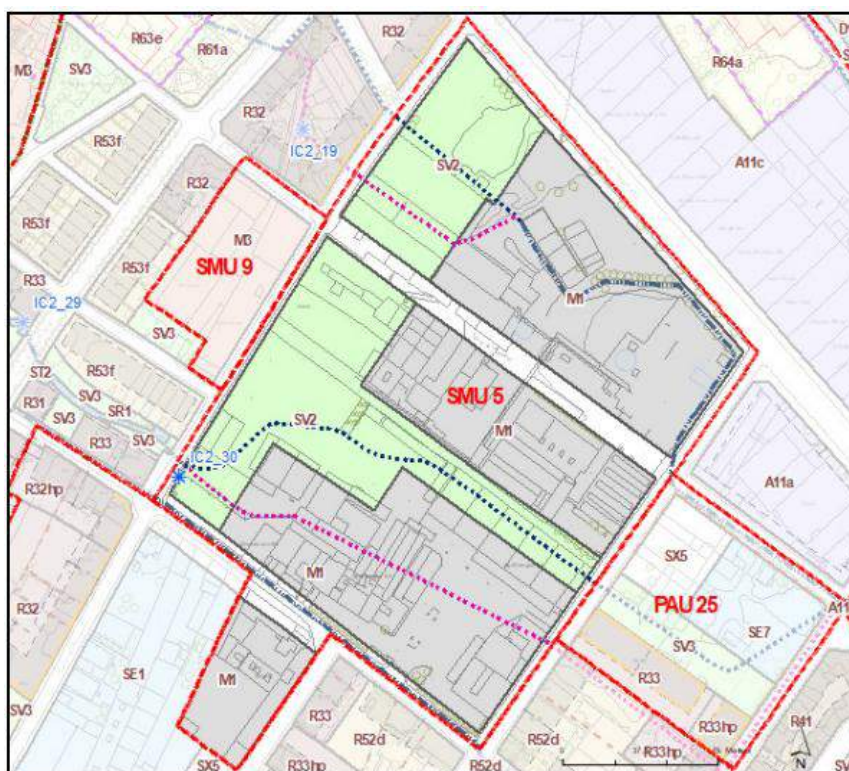 R63e
R61a
R32
R64a
M3
SV3
R53f
R32
IC2_19
SV2
A11c
R32
M3
R53f
R53f
SMU 9
R33
IC2_29
M1
SV3
ST2
R53f
SV3
SR1
R31
SV3
R33
SV3
SMU 5
M1
SV2
IC2_30
R32hp
A11a
SX5
M1
PAU 25
SE7
R32
SV3
SE1
M1
R33
R33
R33hp
R41
SV3
R52d
R52d
R33hp
SX5
R33hp
R52d
N